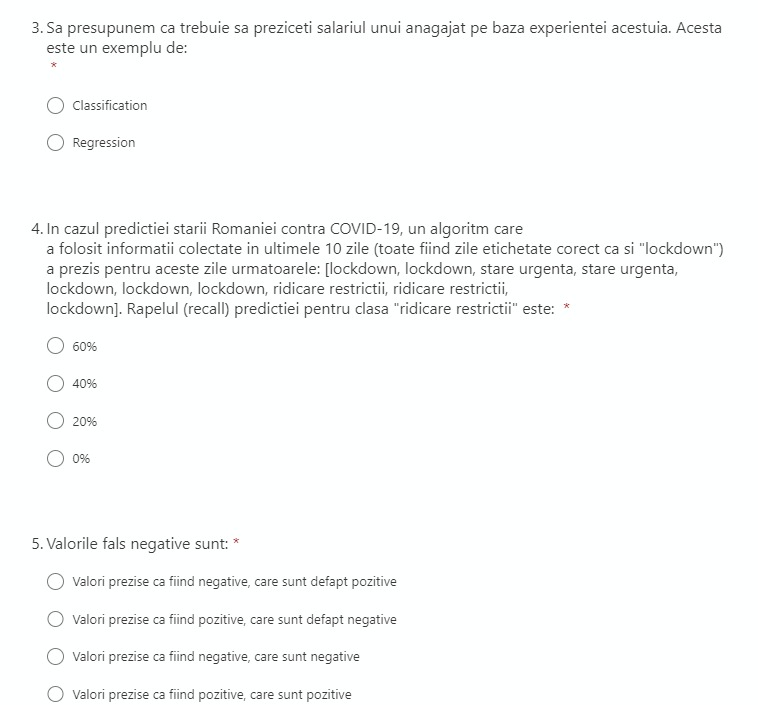 3. Sa presupunem ca trebuie sa preziceti salariul unui anagajat pe baza experientei acestuia. Acesta
este un exemplu de:
*
Classification
Regression
4. In cazul predictiei starii Romaniei contra COVID-19, un algoritm care
a folosit informatii colectate in ultimele 10 zile (toate fiind zile etichetate corect ca si "lockdown")
a prezis pentru aceste zile urmatoarele: [lockdown, lockdown, stare urgenta, stare urgenta,
lockdown, lockdown, lockdown, ridicare restrictii, ridicare restrictii,
lockdown]. Rapelul (recall) predictiei pentru clasa "ridicare restrictii" este: *
60%
40%
20%
0%
5. Valorile fals negative sunt: *
Valori prezise ca fiind negative, care sunt defapt pozitive
Valori prezise ca fiind pozitive, care sunt defapt negative
Valori prezise ca fiind negative, care sunt negative
Valori prezise ca fiind pozitive, care sunt pozitive